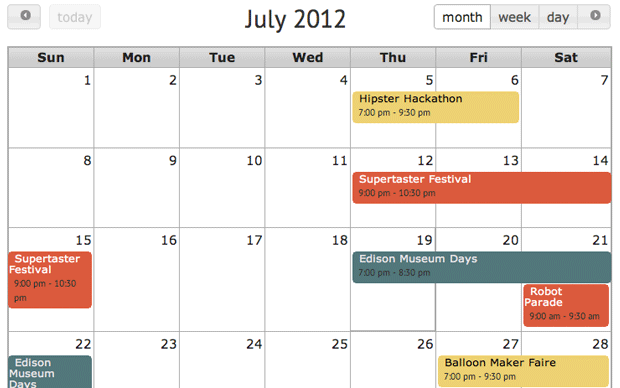 today
July 2012
month week day
Sun Mon Tue Wed Thu Fri Sat
1 2 3 4 5 6 7
Hipster Hackathon
7:00 pm - 9:30 pm
8 9 10 11 12 13 14
Supertaster Festival
9:00 pm - 10:30 pm
15 16 17 18 19 20 21
Supertaster
Festival
9:00 pm - 10:30
pm
Edison Museum Days
7:00 pm - 8:30 pm
Robot
Parade
9:00 am - 9:30 am
22 23 24 25 26 27 28
Edison
Museum
Days
Balloon Maker Faire
7:00 pm - 9:30 pm